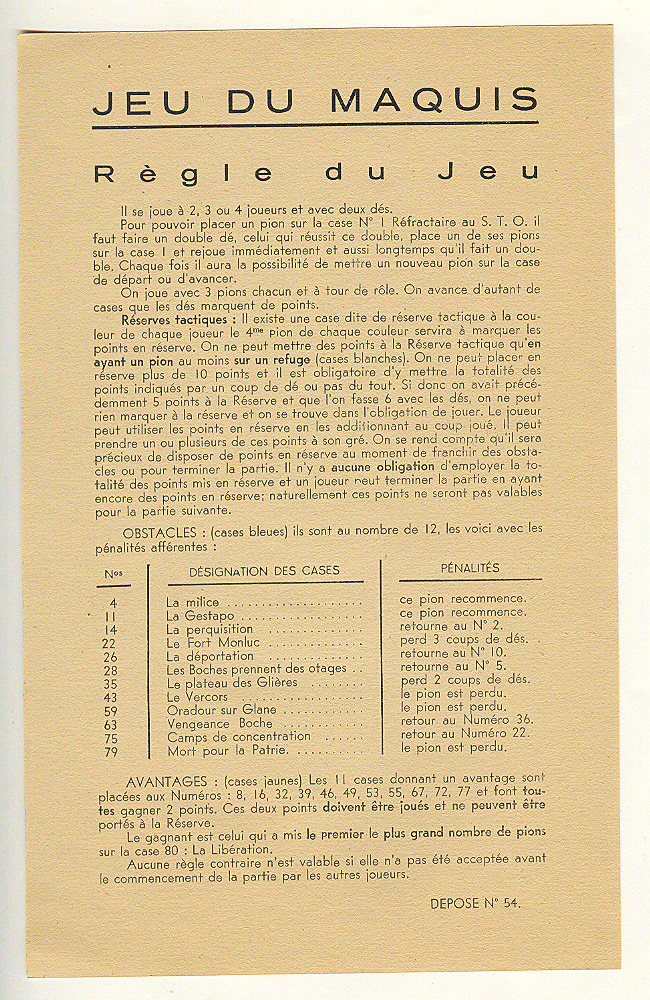 JEU DU MAQUIS
Règle du Jeu
Il se joue à 2, 3 ou 4 joueurs et avec deux dés.
Pour pouvoir placer un pion sur la case N° 1 Réfractaire au S. T. O. il
faut faire un double dé, celui qui réussit ce double, place un de ses pions
sur la case 1 et rejoue immédiatement et aussi longtemps qu'il fait un dou-
ble. Chaque fois il aura la possibilité de mettre un nouveau pion sur la case
de départ ou d'avancer.
On joue avec 3 pions chacun et à tour de rôle. On avance d'autant de
cases que les dés marquent de points.
Réserves tactiques : Il existe une case dite de réserve tactique à la cou-
leur de chaque joueur le 4me pion de chaque couleur servira à marquer les
points en réserve. On ne peut mettre des points à la Réserve tactique qu'en
ayant un pion au moins sur un refuge (cases blanches). On ne peut placer en
réserve plus de 10 points et il est obligatoire d'y mettre la totalité des
points indiqués par un coup de dé ou pas du tout. Si donc on avait précé-
demment 5 points à la Réserve et que l'on fasse 6 avec les dés, on ne peut
rien marquer à la réserve et on se trouve dans l'obligation de jouer. Le joueur
peut utiliser les points en réserve en les additionnant au coup joué. Il peut
prendre un ou plusieurs de ces points à son gré. On se rend compte qu'il sera
précieux de disposer de points en réserve au moment de franchir des obsta-
cles ou pour terminer la partie. Il n'y a aucune obligation d'employer la to-
talité des points mis en réserve et un joueur peut terminer la partie en ayant
encore des points en réserve; naturellement ces points ne seront pas valables
pour la partie suivante.
OBSTACLES : (cases bleues) ils sont au nombre de 12, les voici avec les
pénalités afférentes :
Nos DÉSIGNATION DES CASES PÉNALITÉS
4 La milice .................... ce pion recommence.
11 La Gestapo .................. ce pion recommence.
14 La perquisition ................ retourne au N° 2.
22 Le Fort Monluc ............... perd 3 coups de dés.
26 La déportation ................ retourne au N° 10.
28 Les Boches prennent des otages .. retourne au N° 5.
35 Le plateau des Glières .......... perd 2 coups de dés.
43 Le Vercors .................... le pion est perdu.
59 Oradour sur Glane ............ le pion est perdu.
63 Vengeance Boche .............. retour au Numéro 36.
75 Camps de concentration ...... retour au Numéro 22.
79 Mort pour la Patrie. .......... le pion est perdu.
AVANTAGES : (cases jaunes) Les 11 cases donnant un avantage sont
placées aux Numéros : 8, 16, 32, 39, 46, 49, 53, 55, 67, 72, 77 et font tou-
tes gagner 2 points. Ces deux points doivent être joués et ne peuvent être
portés à la Réserve.
Le gagnant est celui qui a mis le premier le plus grand nombre de pions
sur la case 80 : La Libération.
Aucune règle contraire n'est valable si elle n'a pas été acceptée avant
le commencement de la partie par les autres joueurs.
DEPOSE N° 54.